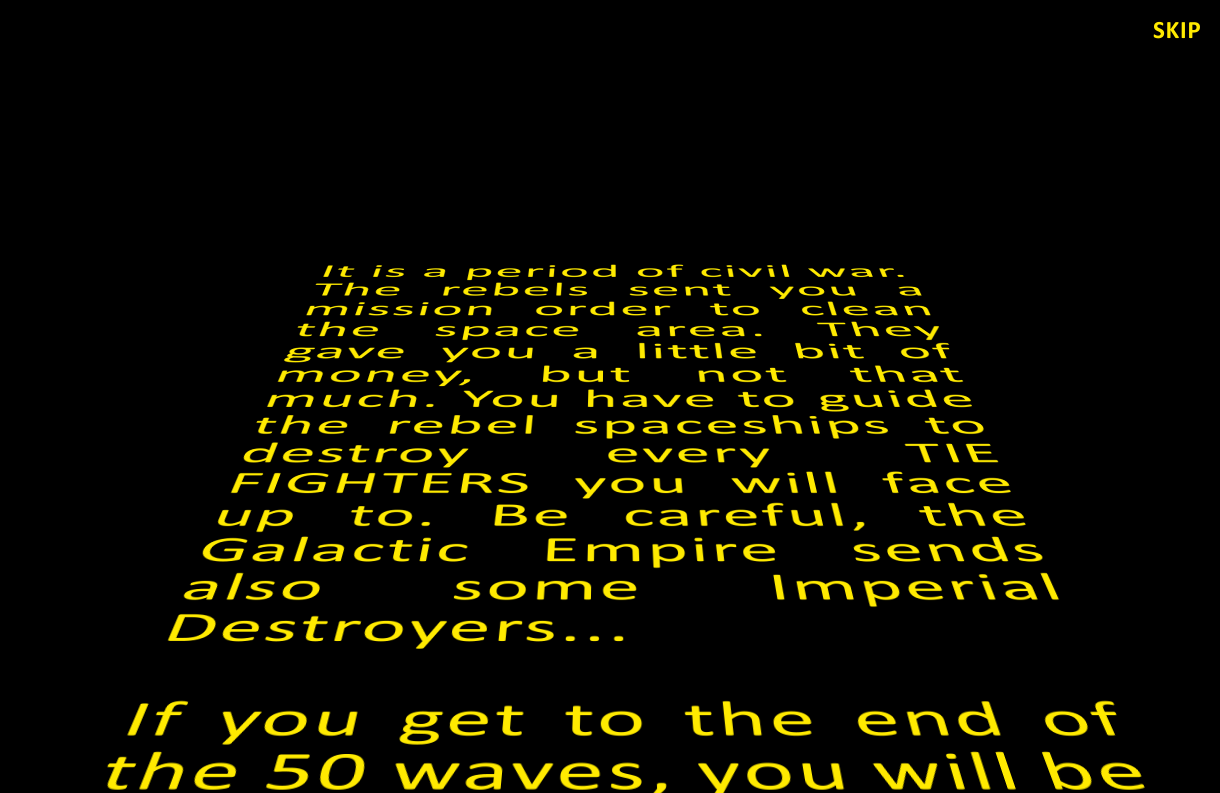 SKIP
It is a period of civil war.
The rebels sent you a
mission order to clean
the space area. They
gave you a little bit of
money, but not that
much. You have to guide
the rebel spaceships to
destroy every TIE
FIGHTERS you will face
up to. Be careful, the
Galactic Empire sends
also some Imperial
Destroyers...
If you get to the end of
the 50 waves, you will be